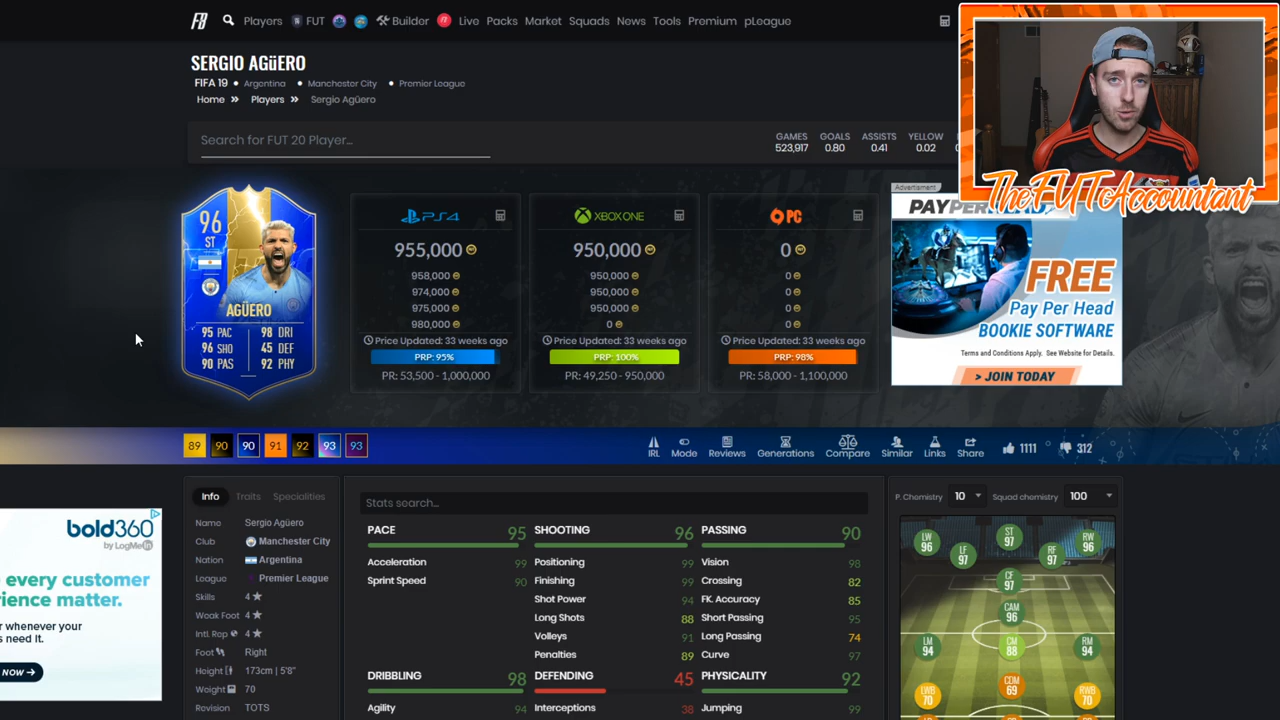 FB Players FUT Builder Live Packs Market Squads News Tools Premium pLeague
SERGIO AGüERO
FIFA 19 • Argentina • Manchester City • Premier League
Home » Players » Sergio Agüero
Search for FUT 20 Player...
GAMES GOALS ASSISTS YELLOW
523,917 0.80 0.41 0.02
TheFUTAccountant
96
ST
AGÜERO
95 PAC 98 DRI
96 SHO 45 DEF
90 PAS 92 PHY
PS4
955,000
958,000
974,000
975,000
980,000
Price Updated: 33 weeks ago
PRP: 95%
PR: 53,500 - 1,000,000
XBOX ONE
950,000
950,000
950,000
950,000
0
Price Updated: 33 weeks ago
PRP: 100%
PR: 49,250 - 950,000
PC
0
0
0
0
0
Price Updated: 33 weeks ago
PRP: 98%
PR: 58,000 - 1,100,000
Advertisment
FREE
Pay Per Head
BOOKIE SOFTWARE
Terms and Conditions Apply. See Website for Details.
> JOIN TODAY
89 90 90 91 92 93 93
IRL Mode Reviews Generations Compare Similar Links Share 1111 312
bold360
by LogMeIn
every customer
rience matter.
r whenever your
s need it.
NOW →
Info Traits Specialities
Name Sergio Agüero
Club Manchester City
Nation Argentina
League Premier League
Skills 4★
Weak Foot 4★
Intl. Rep 4★
Foot Right
Height 173cm | 5'8"
Weight 70
Revision TOTS
Stats search...
PACE 95
Acceleration 99
Sprint Speed 90
SHOOTING 96
Positioning 99
Finishing 99
Shot Power 94
Long Shots 88
Volleys 91
Penalties 89
PASSING 90
Vision 98
Crossing 82
FK. Accuracy 85
Short Passing 95
Long Passing 74
Curve 97
DRIBBLING 98
Agility 94
DEFENDING 45
Interceptions 38
PHYSICALITY 92
Jumping 99
P. Chemistry 10 Squad chemistry 100
LW 96
LF 97
ST 97
RF 97
RW 96
CF 97
CAM 96
LM 94
CM 88
RM 94
CDM 69
LWB 70
RWB 70